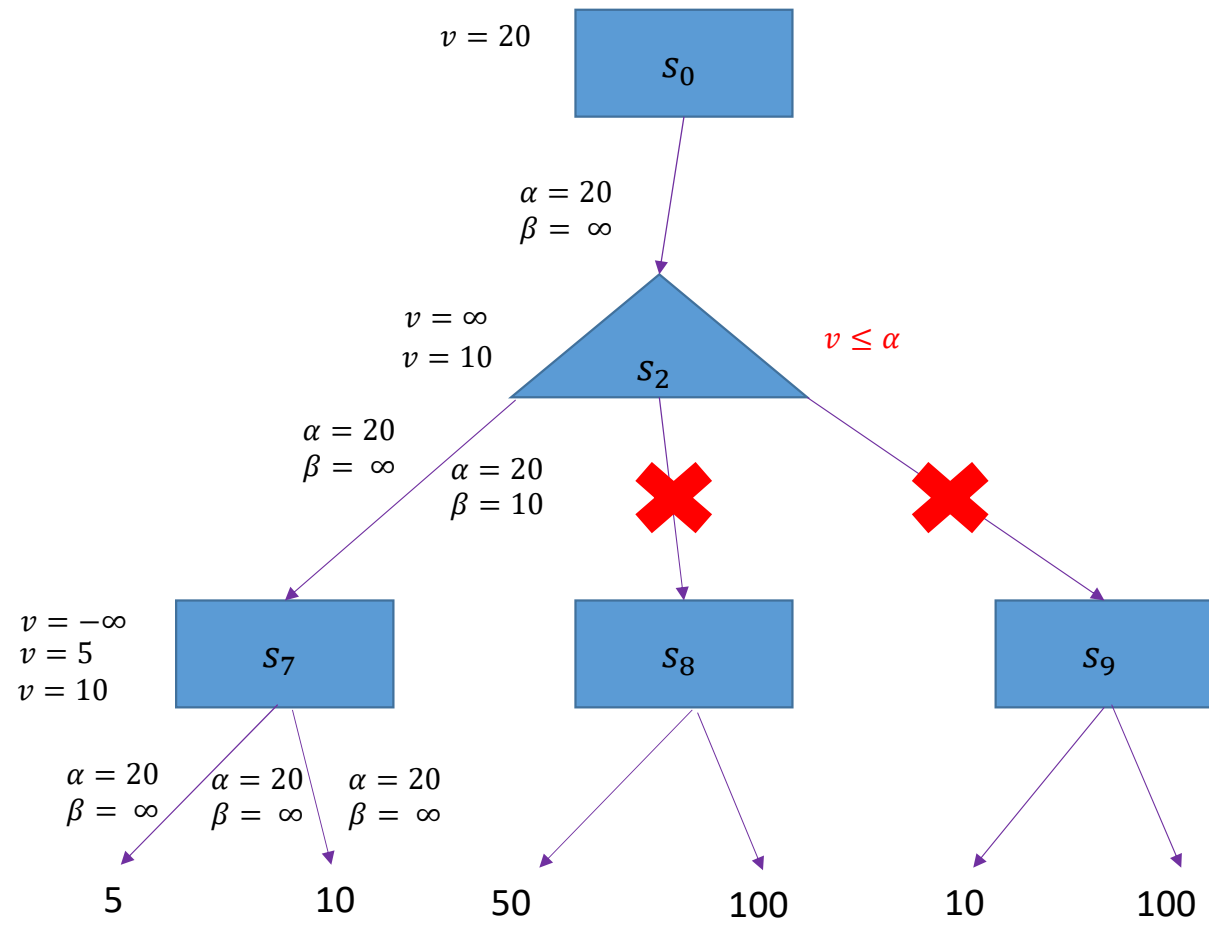 v = 20
s₀
α = 20
β = ∞
v = ∞
v = 10
s₂
v ≤ α
α = 20
β = ∞
α = 20
β = 10
v = −∞
v = 5
v = 10
s₇
s₈
s₉
α = 20
β = ∞
α = 20
β = ∞
α = 20
β = ∞
5
10
50
100
10
100